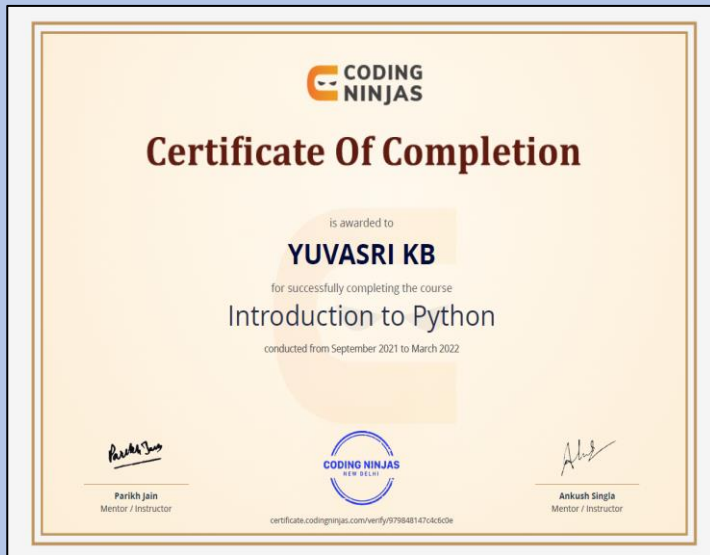 CODING
NINJAS
Certificate Of Completion
is awarded to
YUVASRI KB
for successfully completing the course
Introduction to Python
conducted from September 2021 to March 2022
Parikh Jain
CODING NINJAS
NEW DELHI
Parikh Jain
Mentor / Instructor
Ankush Singla
Mentor / Instructor
certificate.codingninjas.com/verify/979848147c4c6c0e